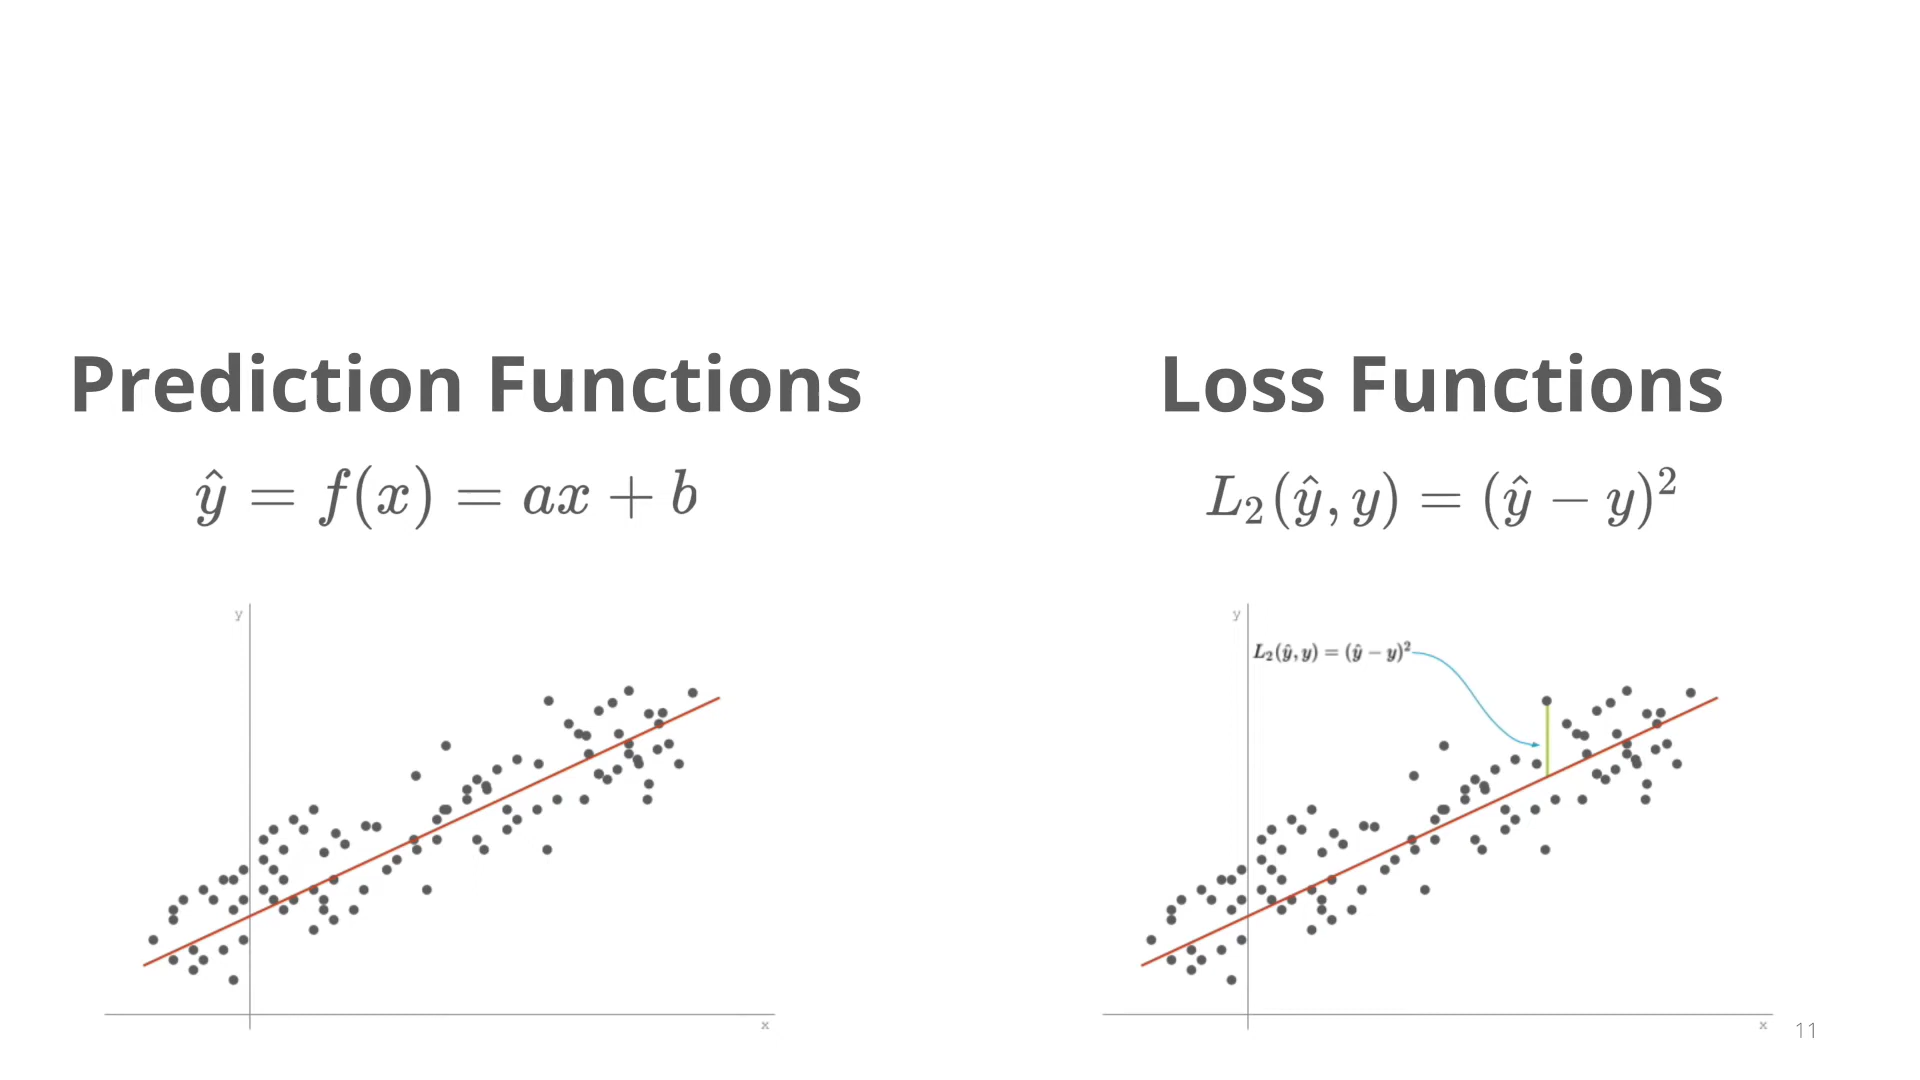 Prediction Functions
ŷ = f(x) = ax + b
y
x
Loss Functions
L₂(ŷ, y) = (ŷ − y)²
y
L₂(ŷ, y) = (ŷ − y)²
x
11